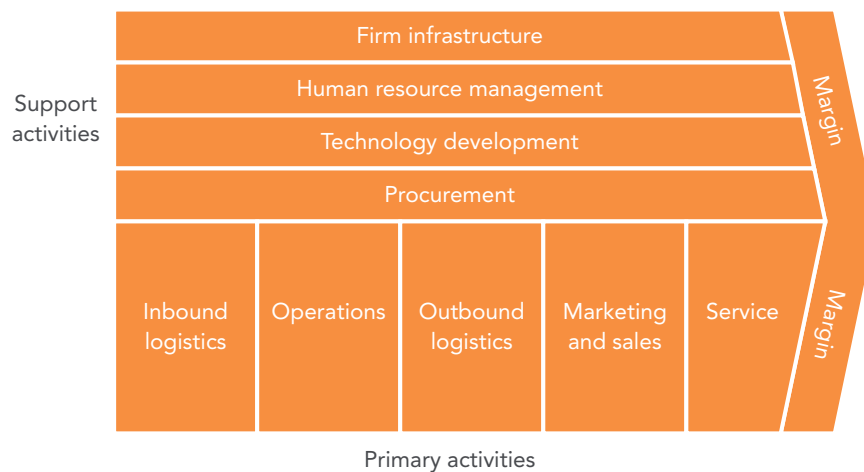 Firm infrastructure
Human resource management
Support
activities
Technology development
Procurement
Margin
Inbound
logistics
Operations
Outbound
logistics
Marketing
and sales
Service
Margin
Primary activities